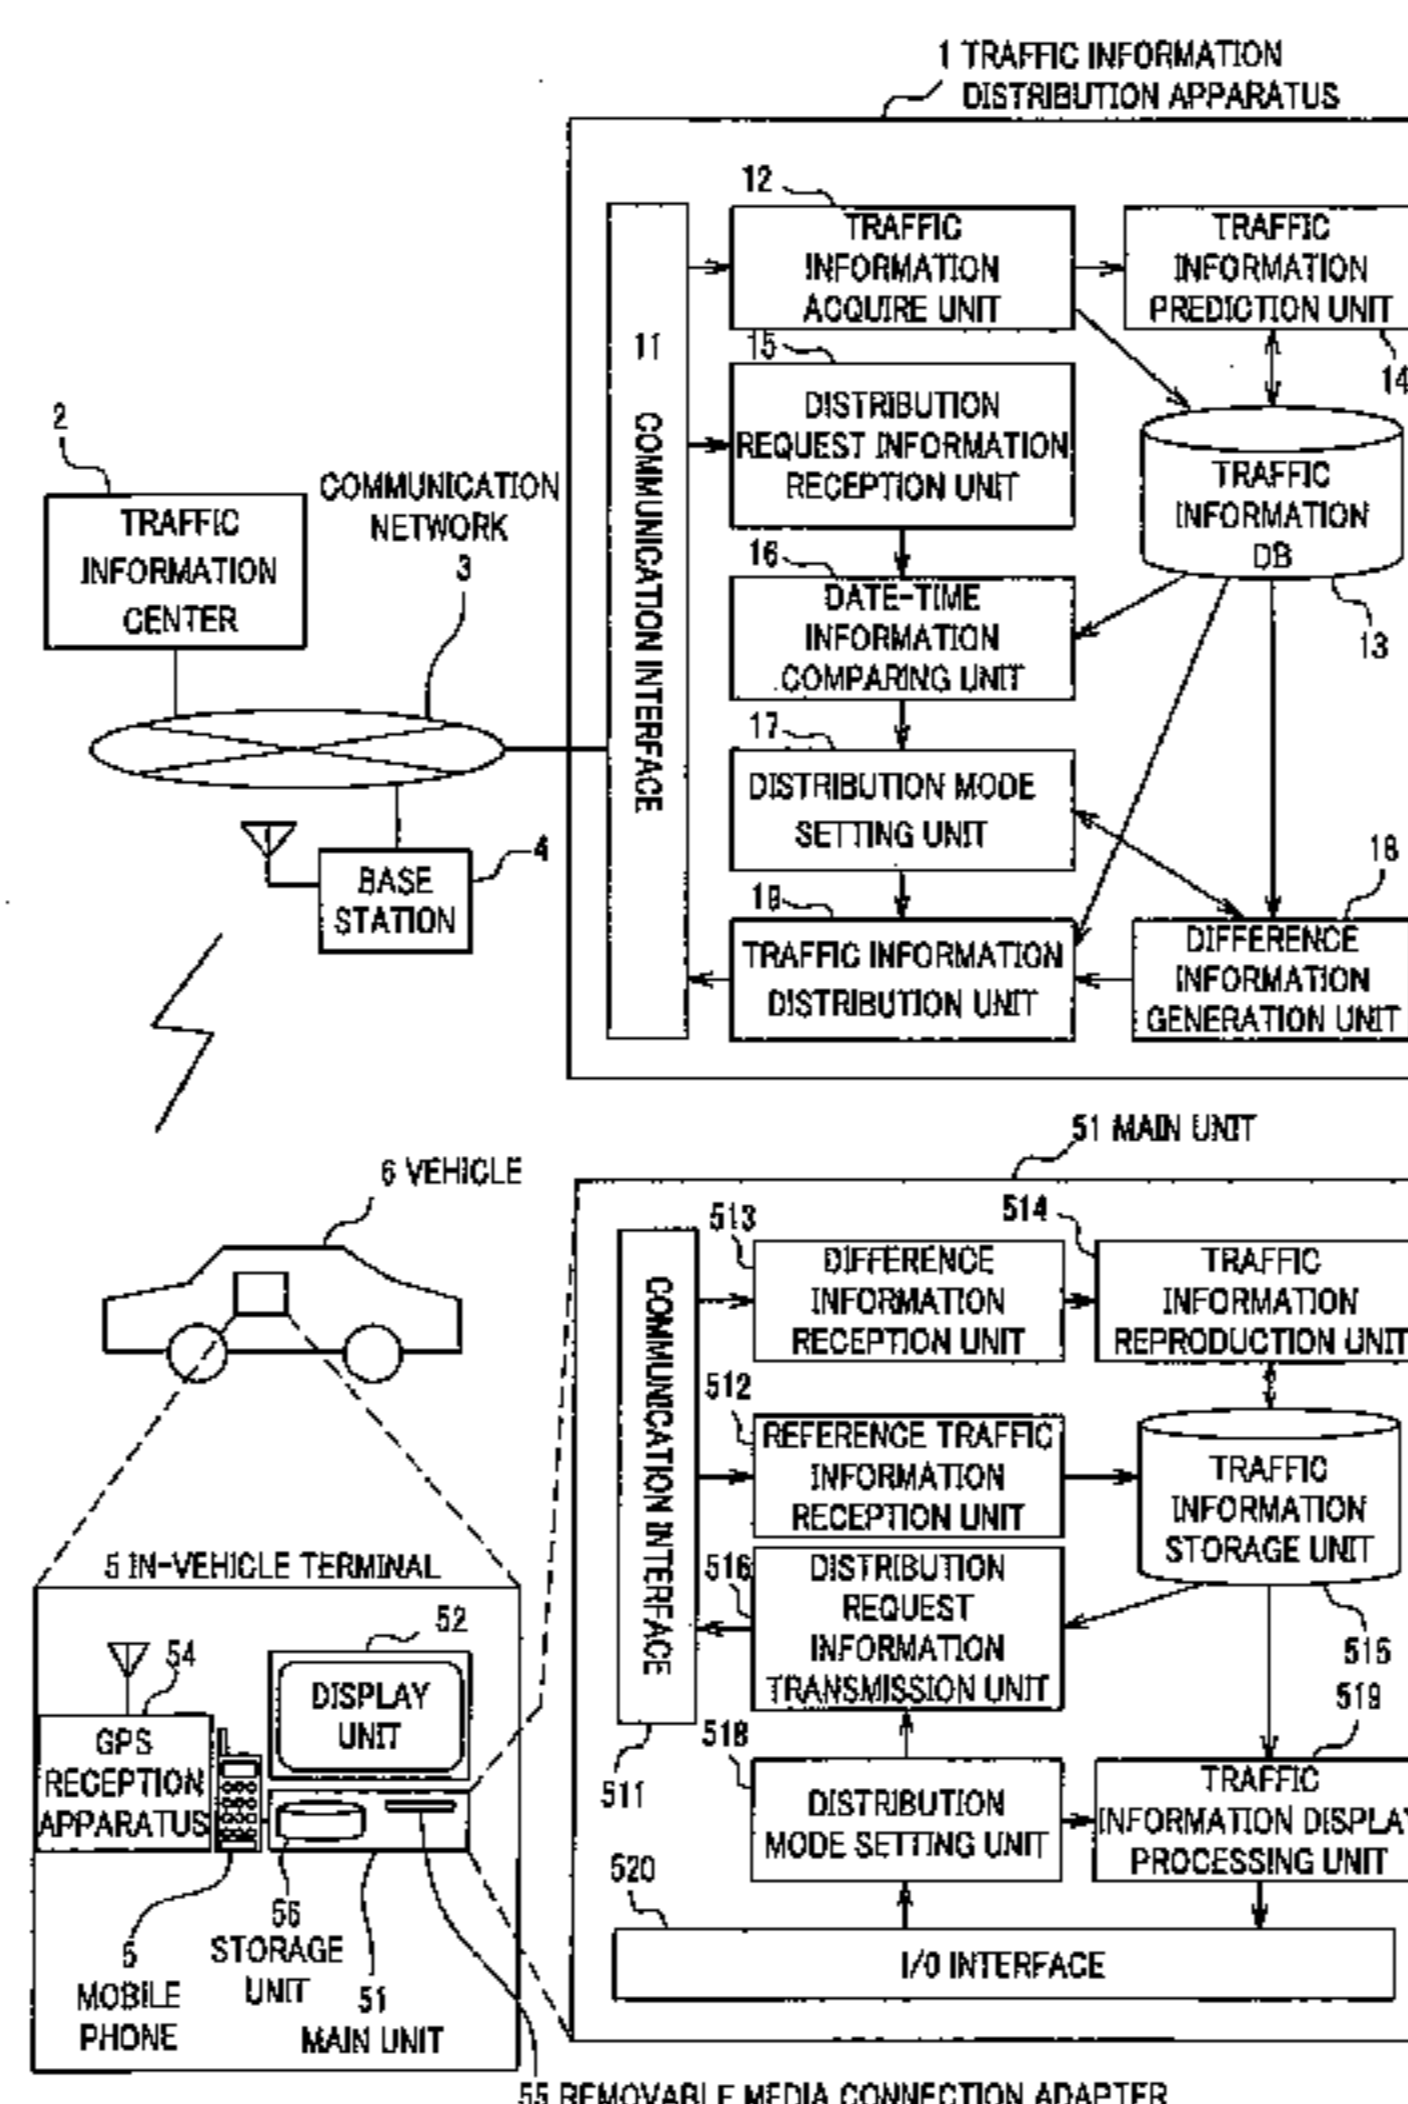 1 TRAFFIC INFORMATION
DISTRIBUTION APPARATUS
12
TRAFFIC
INFORMATION
ACQUIRE UNIT
TRAFFIC
INFORMATION
PREDICTION UNIT
14
11 COMMUNICATION INTERFACE
15
DISTRIBUTION
REQUEST INFORMATION
RECEPTION UNIT
TRAFFIC
INFORMATION
DB
13
2
TRAFFIC
INFORMATION
CENTER
COMMUNICATION
NETWORK
3
16
DATE-TIME
INFORMATION
COMPARING UNIT
17
DISTRIBUTION MODE
SETTING UNIT
4
BASE
STATION
19
TRAFFIC INFORMATION
DISTRIBUTION UNIT
18
DIFFERENCE
INFORMATION
GENERATION UNIT
6 VEHICLE
51 MAIN UNIT
513
DIFFERENCE
INFORMATION
RECEPTION UNIT
514
TRAFFIC
INFORMATION
REPRODUCTION UNIT
COMMUNICATION INTERFACE
511
512
REFERENCE TRAFFIC
INFORMATION
RECEPTION UNIT
TRAFFIC
INFORMATION
STORAGE UNIT
515
516
DISTRIBUTION
REQUEST
INFORMATION
TRANSMISSION UNIT
518
DISTRIBUTION
MODE SETTING UNIT
519
TRAFFIC
INFORMATION DISPLAY
PROCESSING UNIT
520
I/O INTERFACE
5 IN-VEHICLE TERMINAL
54
GPS
RECEPTION
APPARATUS
52
DISPLAY
UNIT
5
MOBILE
PHONE
56
STORAGE
UNIT
51
MAIN UNIT
55 REMOVABLE MEDIA CONNECTION ADAPTER